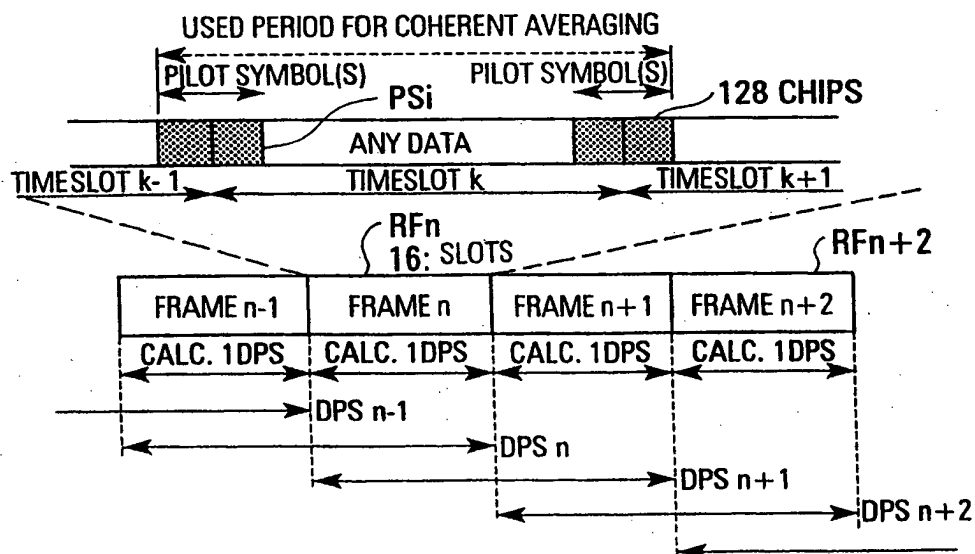 USED PERIOD FOR COHERENT AVERAGING
PILOT SYMBOL(S) PILOT SYMBOL(S)
PSi 128 CHIPS
ANY DATA
TIMESLOT k-1 TIMESLOT k TIMESLOT k+1
RFn
16: SLOTS RFn+2
FRAME n-1 FRAME n FRAME n+1 FRAME n+2
CALC. 1DPS CALC. 1DPS CALC. 1DPS CALC. 1DPS
DPS n-1
DPS n
DPS n+1
DPS n+2